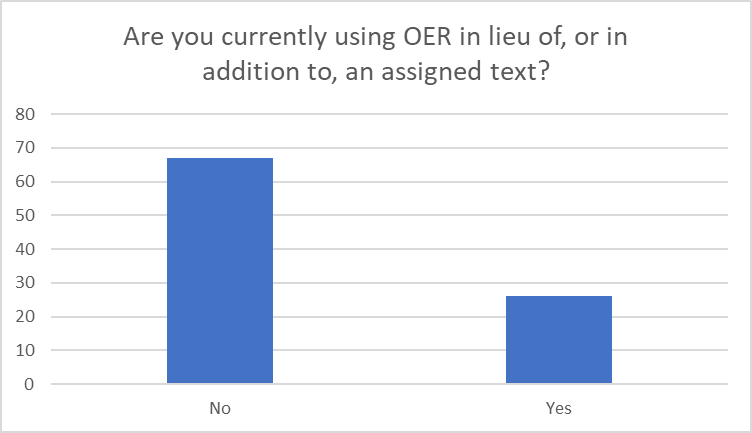 Are you currently using OER in lieu of, or in
addition to, an assigned text?
80
70
60
50
40
30
20
10
0
No
Yes